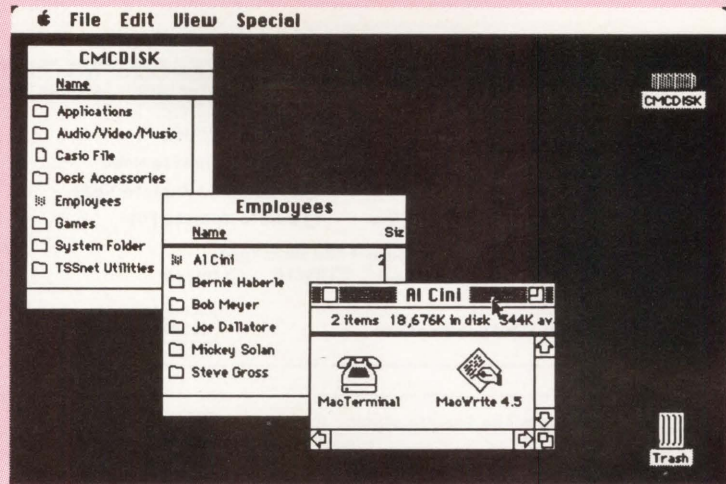 File Edit View Special
CMCDISK
Name
Applications
Audio/Video/Music
Casio File
Desk Accessories
Employees
Games
System Folder
TSSnet Utilities
Employees
Name Siz
Al Cini 2
Bernie Haberle
Bob Meyer
Joe Dallatore
Mickey Solan
Steve Gross
Al Cini
2 items 18,676K in disk 544K av
MacTerminal
MacWrite 4.5
CMCDISK
Trash